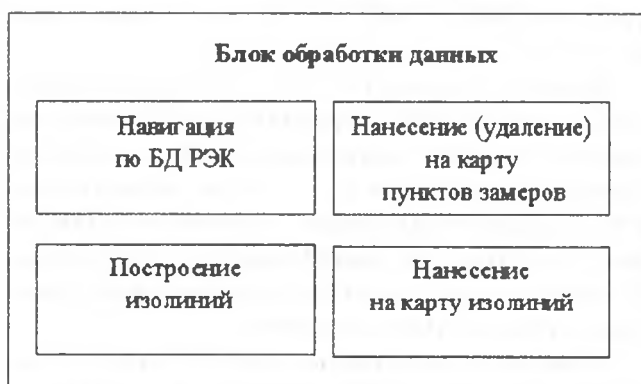 Блок обработки данных
Навигация
по БД РЭК
Нанесение (удаление)
на карту
пунктов замеров
Построение
изолиний
Нанесение
на карту изолиний